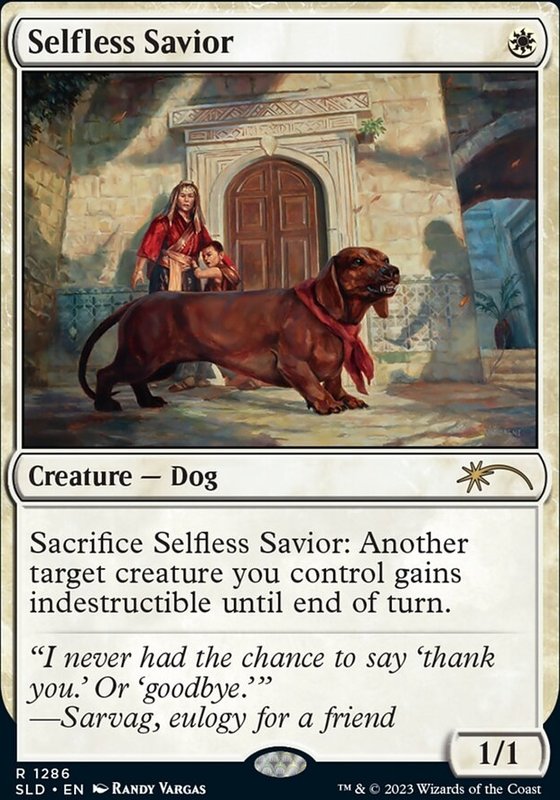 Selfless Savior
Creature — Dog
Sacrifice Selfless Savior: Another
target creature you control gains
indestructible until end of turn.
“I never had the chance to say ‘thank
you.’ Or ‘goodbye.’”
—Sarvag, eulogy for a friend
1/1
R 1286
SLD • EN Randy Vargas
™ & © 2023 Wizards of the Coast